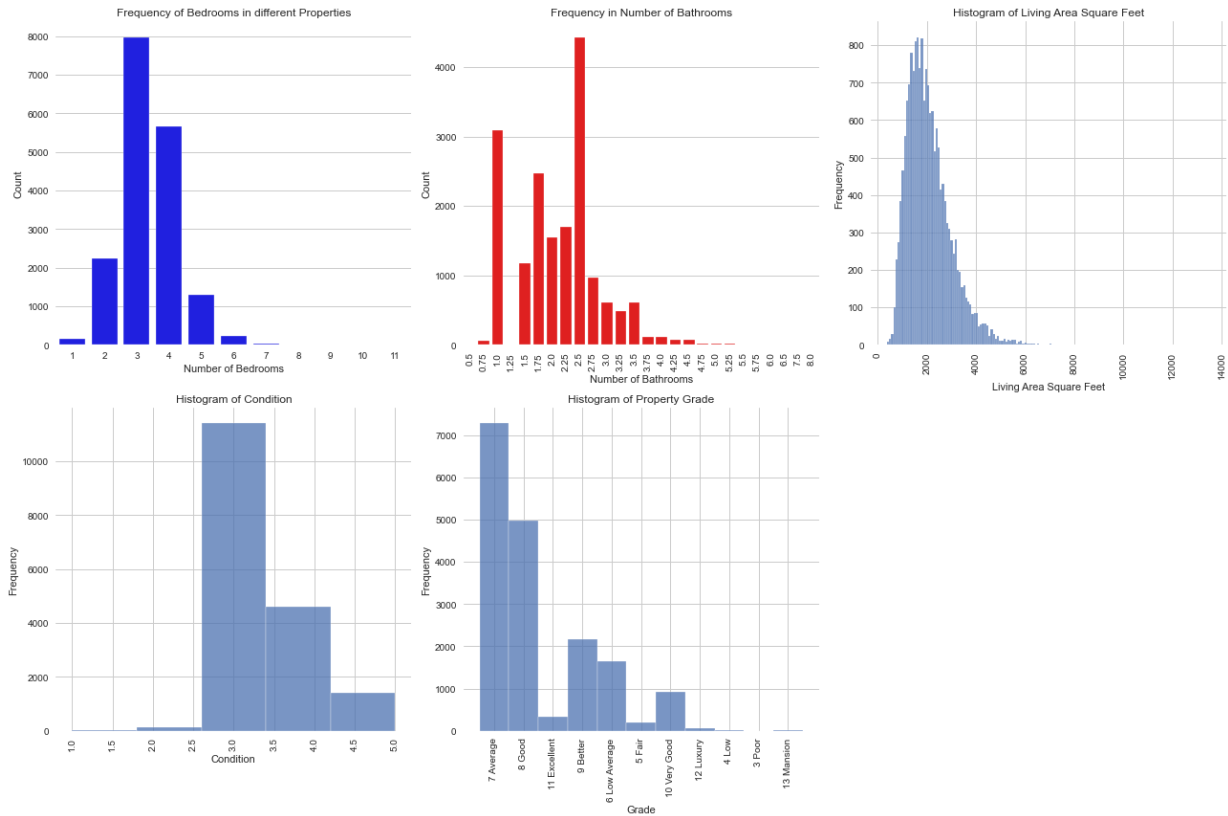 Frequency of Bedrooms in different Properties
8000
7000
6000
5000
4000
3000
2000
1000
0
Count
1 2 3 4 5 6 7 8 9 10 11
Number of Bedrooms
Frequency in Number of Bathrooms
4000
3000
2000
1000
0
Count
0.5 0.75 1.0 1.25 1.5 1.75 2.0 2.25 2.5 2.75 3.0 3.25 3.5 3.75 4.0 4.25 4.5 4.75 5.0 5.25 5.5 5.75 6.0 6.5 7.5 8.0
Number of Bathrooms
Histogram of Living Area Square Feet
800
700
600
500
400
300
200
100
0
Frequency
0 2000 4000 6000 8000 10000 12000 14000
Living Area Square Feet
Histogram of Condition
10000
8000
6000
4000
2000
0
Frequency
1.0 1.5 2.0 2.5 3.0 3.5 4.0 4.5 5.0
Condition
Histogram of Property Grade
7000
6000
5000
4000
3000
2000
1000
0
Frequency
7 Average
8 Good
11 Excellent
9 Better
6 Low Average
5 Fair
10 Very Good
12 Luxury
4 Low
3 Poor
13 Mansion
Grade